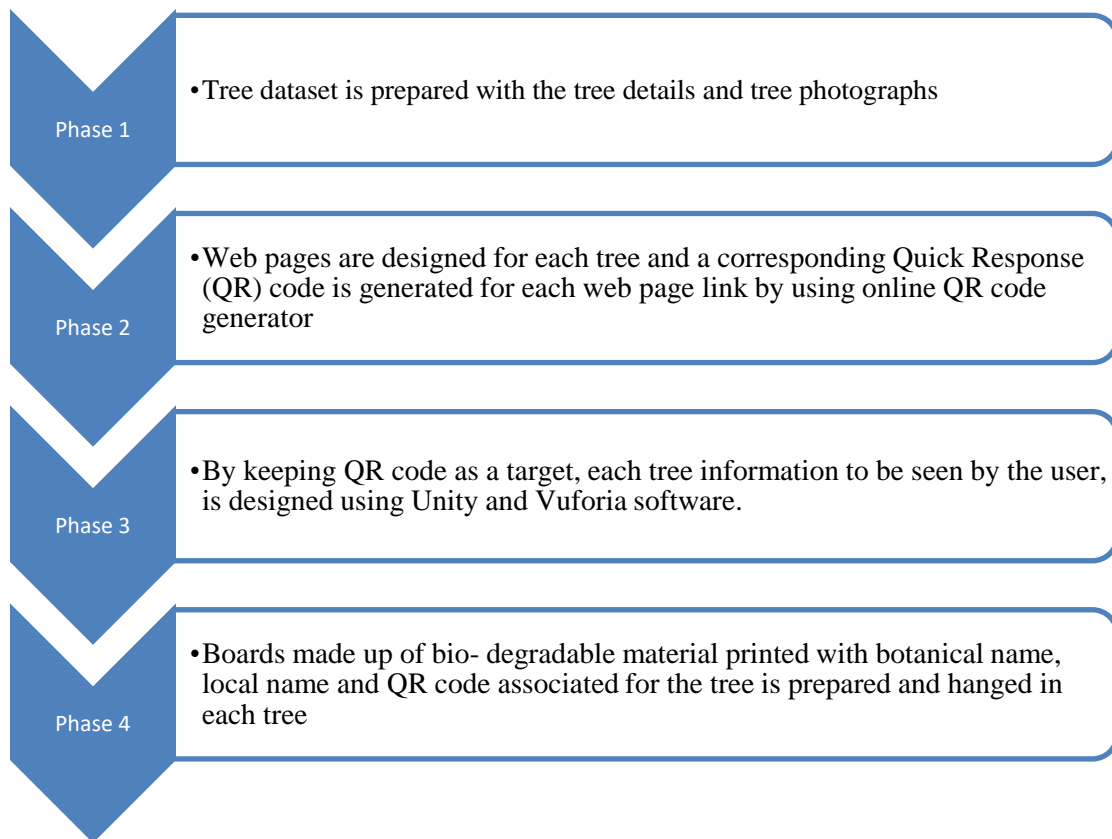 Phase 1
•Tree dataset is prepared with the tree details and tree photographs
Phase 2
•Web pages are designed for each tree and a corresponding Quick Response
(QR) code is generated for each web page link by using online QR code
generator
Phase 3
•By keeping QR code as a target, each tree information to be seen by the user,
is designed using Unity and Vuforia software.
Phase 4
•Boards made up of bio- degradable material printed with botanical name,
local name and QR code associated for the tree is prepared and hanged in
each tree